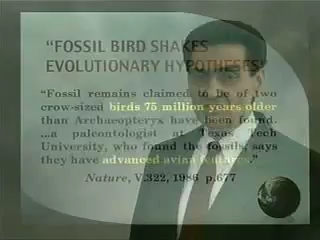 "FOSSIL BIRD SHAKES
EVOLUTIONARY HYPOTHESES"
"Fossil remains claimed to be of two
crow-sized birds 75 million years older
than Archaeopteryx have been found.
...a paleontologist at Texas Tech
University, who found the fossils, says
they have advanced avian features."
Nature, V.322, 1986 p.677